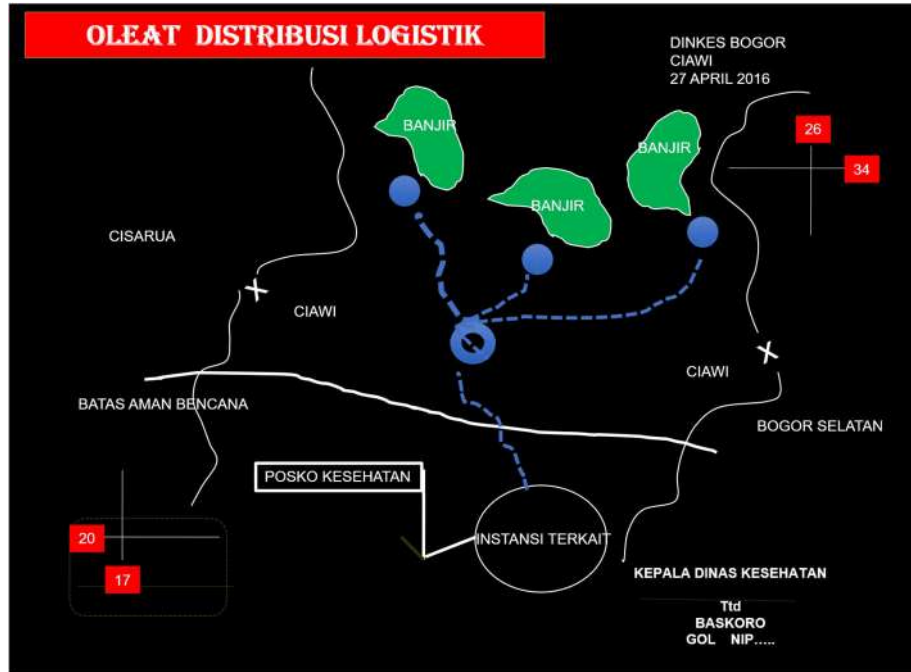 OLEAT DISTRIBUSI LOGISTIK
DINKES BOGOR
CIAWI
27 APRIL 2016
BANJIR
26
BANJIR
34
BANJIR
CISARUA
CIAWI
CIAWI
BATAS AMAN BENCANA
BOGOR SELATAN
POSKO KESEHATAN
20
INSTANSI TERKAIT
17
KEPALA DINAS KESEHATAN
Ttd
BASKORO
GOL NIP.....